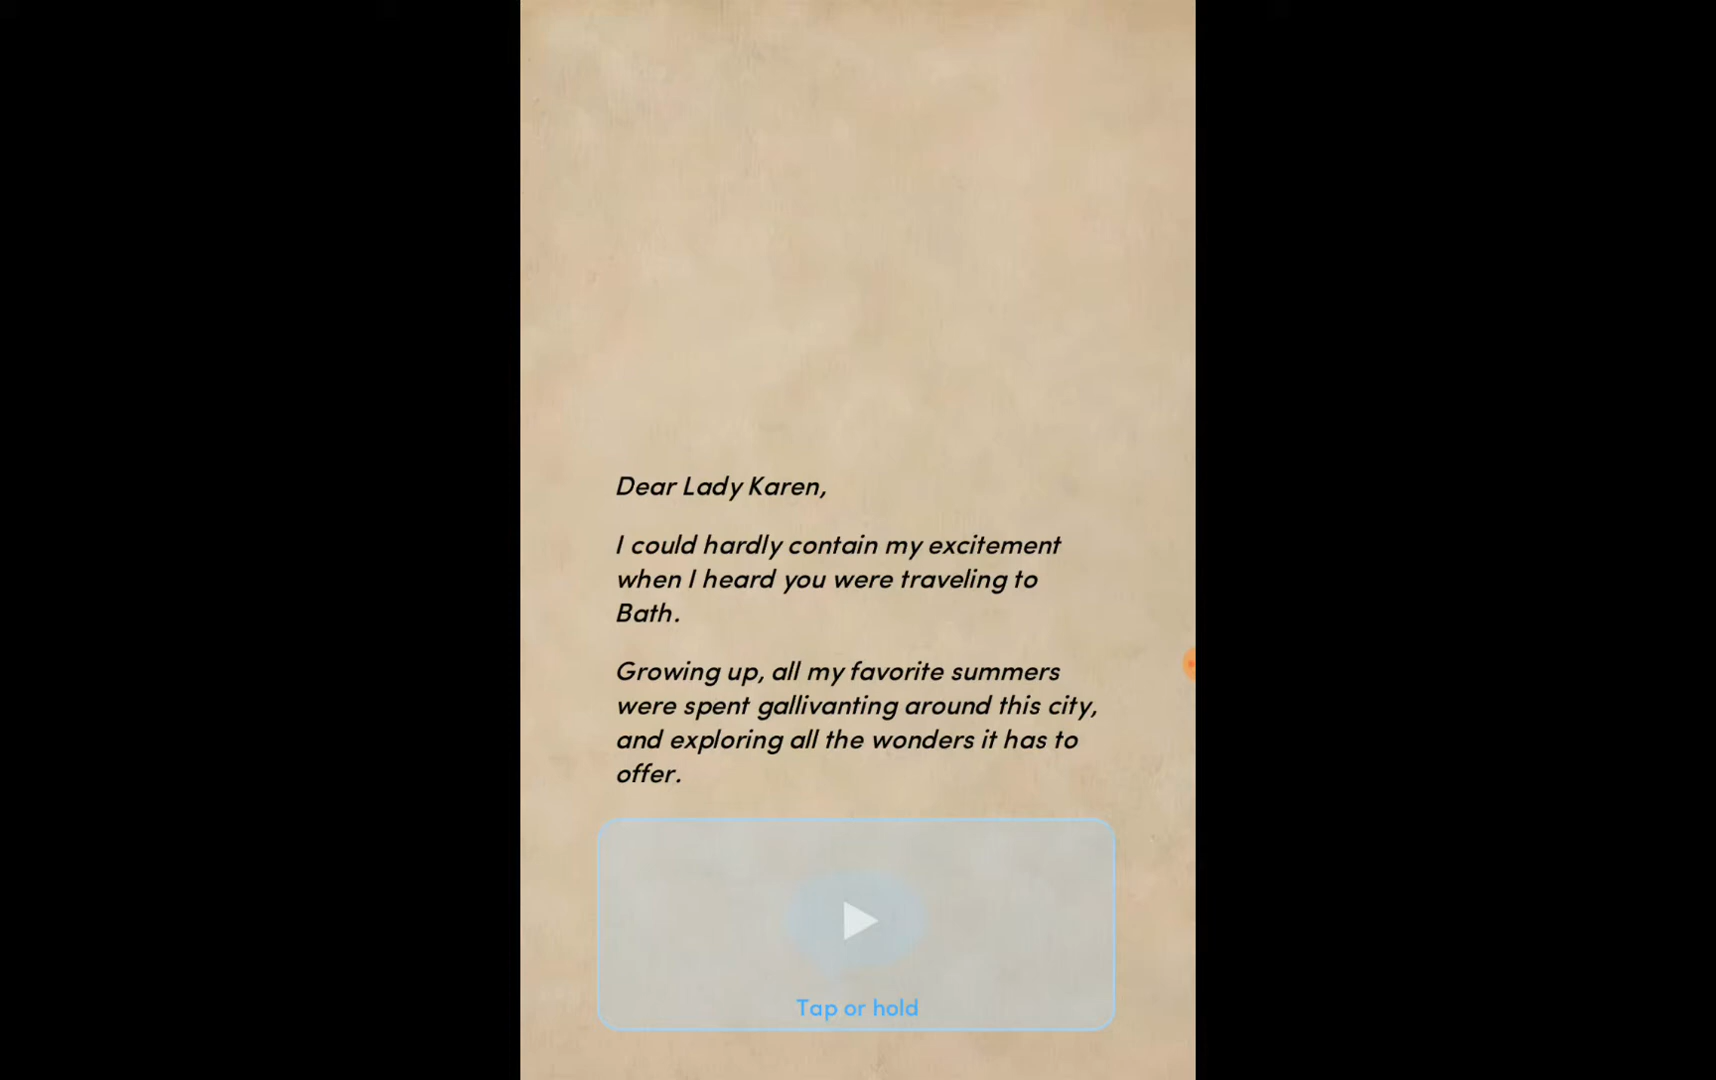 Dear Lady Karen,
I could hardly contain my excitement
when I heard you were traveling to
Bath.
Growing up, all my favorite summers
were spent gallivanting around this city,
and exploring all the wonders it has to
offer.
Tap or hold